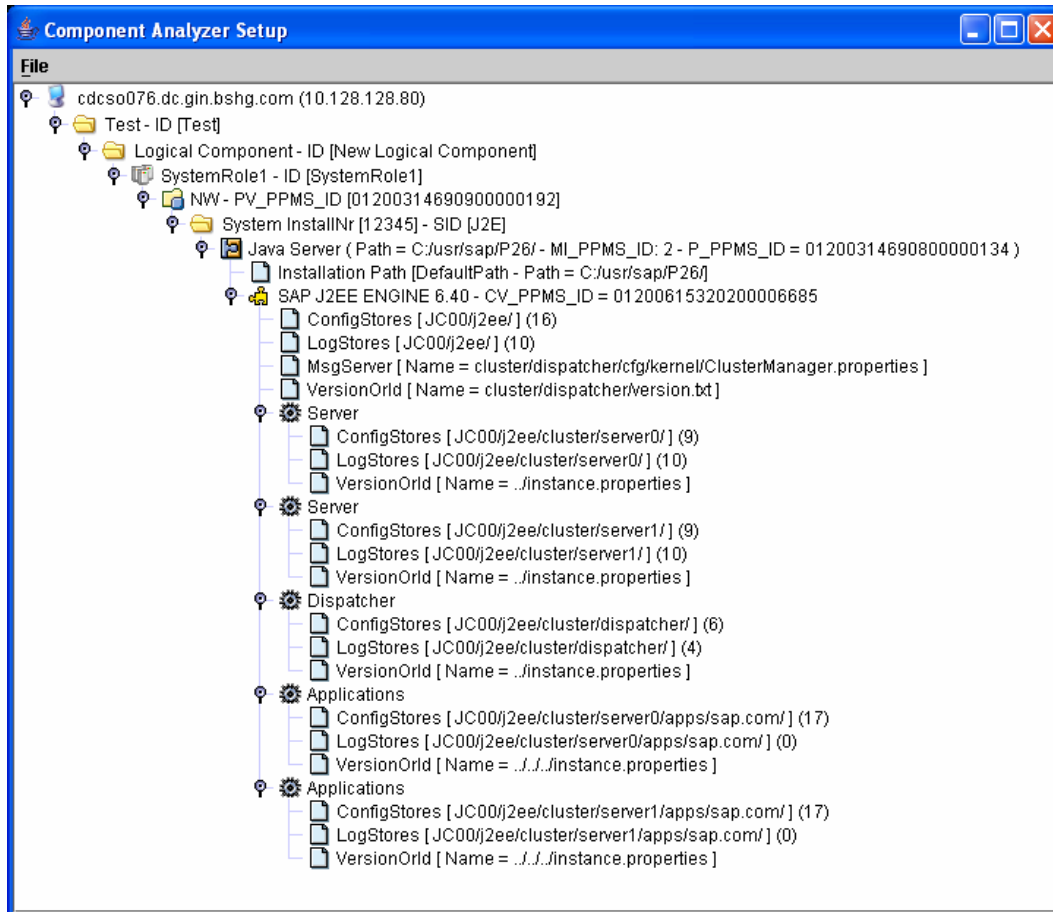 Component Analyzer Setup
File
cdcso076.dc.gin.bshg.com (10.128.128.80)
Test - ID [Test]
Logical Component - ID [New Logical Component]
SystemRole1 - ID [SystemRole1]
NW - PV_PPMS_ID [01200314690900000192]
System InstallNr [12345] - SID [J2E]
Java Server ( Path = C:/usr/sap/P26/ - MI_PPMS_ID: 2 - P_PPMS_ID = 01200314690800000134 )
Installation Path [DefaultPath - Path = C:/usr/sap/P26/]
SAP J2EE ENGINE 6.40 - CV_PPMS_ID = 01200615320200006685
ConfigStores [ JC00/j2ee/ ] (16)
LogStores [ JC00/j2ee/ ] (10)
MsgServer [ Name = cluster/dispatcher/cfg/kernel/ClusterManager.properties ]
VersionOrId [ Name = cluster/dispatcher/version.txt ]
Server
ConfigStores [ JC00/j2ee/cluster/server0/ ] (9)
LogStores [ JC00/j2ee/cluster/server0/ ] (10)
VersionOrId [ Name = ../instance.properties ]
Server
ConfigStores [ JC00/j2ee/cluster/server1/ ] (9)
LogStores [ JC00/j2ee/cluster/server1/ ] (10)
VersionOrId [ Name = ../instance.properties ]
Dispatcher
ConfigStores [ JC00/j2ee/cluster/dispatcher/ ] (6)
LogStores [ JC00/j2ee/cluster/dispatcher/ ] (4)
VersionOrId [ Name = ../instance.properties ]
Applications
ConfigStores [ JC00/j2ee/cluster/server0/apps/sap.com/ ] (17)
LogStores [ JC00/j2ee/cluster/server0/apps/sap.com/ ] (0)
VersionOrId [ Name = ../../../instance.properties ]
Applications
ConfigStores [ JC00/j2ee/cluster/server1/apps/sap.com/ ] (17)
LogStores [ JC00/j2ee/cluster/server1/apps/sap.com/ ] (0)
VersionOrId [ Name = ../../../instance.properties ]